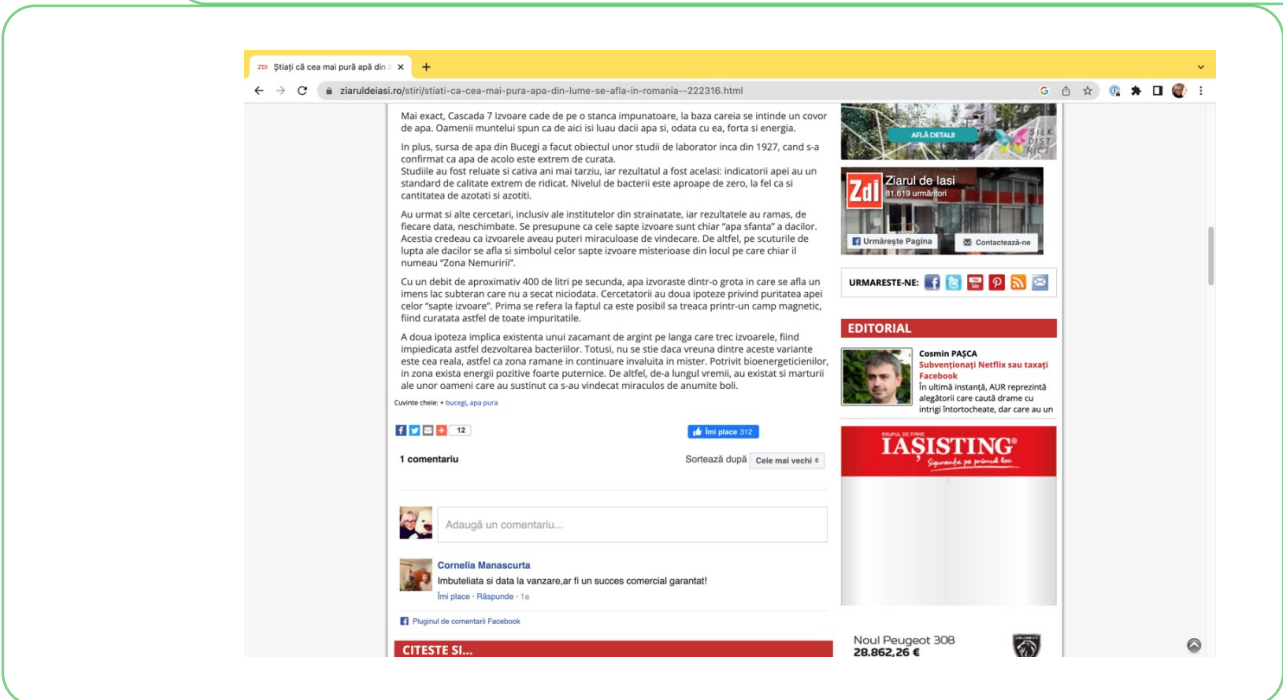 ZDI Știați că cea mai pură apă din l
ziaruldeiasi.ro/stiri/stiati-ca-cea-mai-pura-apa-din-lume-se-afla-in-romania--222316.html
Mai exact, Cascada 7 Izvoare cade de pe o stanca impunatoare, la baza careia se intinde un covor
de apa. Oamenii muntelui spun ca de aici isi luau dacii apa si, odata cu ea, forta si energia.
In plus, sursa de apa din Bucegi a facut obiectul unor studii de laborator inca din 1927, cand s-a
confirmat ca apa de acolo este extrem de curata.
Studiile au fost reluate si cativa ani mai tarziu, iar rezultatul a fost acelasi: indicatorii apei au un
standard de calitate extrem de ridicat. Nivelul de bacterii este aproape de zero, la fel ca si
cantitatea de azotati si azotiti.
Au urmat si alte cercetari, inclusiv ale institutelor din strainatate, iar rezultatele au ramas, de
fiecare data, neschimbate. Se presupune ca cele sapte izvoare sunt chiar "apa sfanta" a dacilor.
Acestia credeau ca izvoarele aveau puteri miraculoase de vindecare. De altfel, pe scuturile de
lupta ale dacilor se afla si simbolul celor sapte izvoare misterioase din locul pe care chiar il
numeau "Zona Nemuririi".
Cu un debit de aproximativ 400 de litri pe secunda, apa izvoraste dintr-o grota in care se afla un
imens lac subteran care nu a secat niciodata. Cercetatorii au doua ipoteze privind puritatea apei
celor "sapte izvoare". Prima se refera la faptul ca este posibil sa treaca printr-un camp magnetic,
fiind curatata astfel de toate impuritatile.
A doua ipoteza implica existenta unui zacamant de argint pe langa care trec izvoarele, fiind
impiedicata astfel dezvoltarea bacteriilor. Totusi, nu se stie daca vreuna dintre aceste variante
este cea reala, astfel ca zona ramane in continuare invaluita in mister. Potrivit bioenergeticienilor,
in zona exista energii pozitive foarte puternice. De altfel, de-a lungul vremii, au existat si marturii
ale unor oameni care au sustinut ca s-au vindecat miraculos de anumite boli.
Cuvinte cheie: + bucegi, apa pura
12
Îmi place 312
1 comentariu
Sortează după Cele mai vechi
Adaugă un comentariu...
Cornelia Manascurta
Imbuteliata si data la vanzare,ar fi un succes comercial garantat!
Îmi place · Răspunde · 1a
Pluginul de comentarii Facebook
CITESTE SI...
AFLĂ DETALII
SILK
DISTRICT
Zdi
Ziarul de Iasi
81.619 urmăritori
Urmărește Pagina
Contactează-ne
URMARESTE-NE:
EDITORIAL
Cosmin PAȘCA
Subvenționați Netflix sau taxați
Facebook
În ultimă instanță, AUR reprezintă
alegătorii care caută drame cu
intrigi întortocheate, dar care au un
GRUPUL DE FIRME
IAȘISTING®
Siguranța pe primul loc
Noul Peugeot 308
28.862,26 €